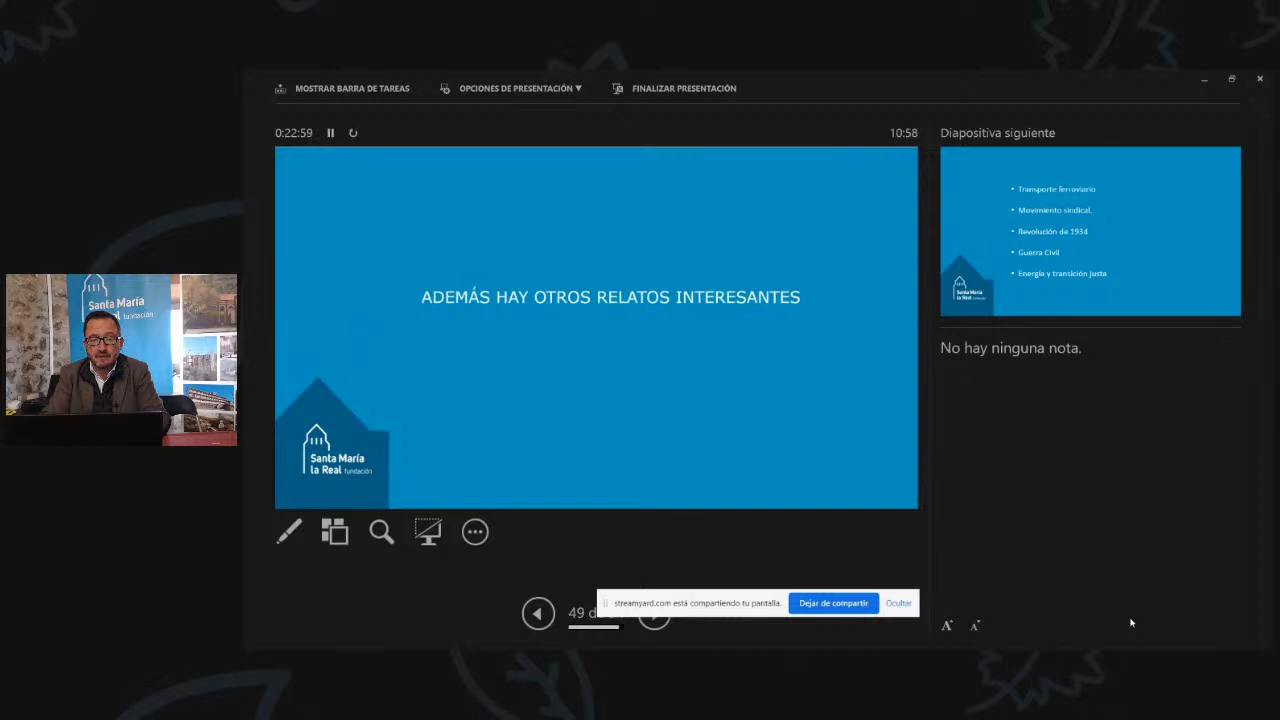 MOSTRAR BARRA DE TAREAS
OPCIONES DE PRESENTACIÓN ▼
FINALIZAR PRESENTACIÓN
0:22:59
10:58
Diapositiva siguiente
ADEMÁS HAY OTROS RELATOS INTERESANTES
Santa María
la Real fundación
• Transporte ferroviario
• Movimiento sindical.
• Revolución de 1934
• Guerra Civil
• Energía y transición justa
Santa María
la Real fundación
No hay ninguna nota.
Santa María
fundación
49 d
streamyard.com está compartiendo tu pantalla.
Dejar de compartir
Ocultar
A A